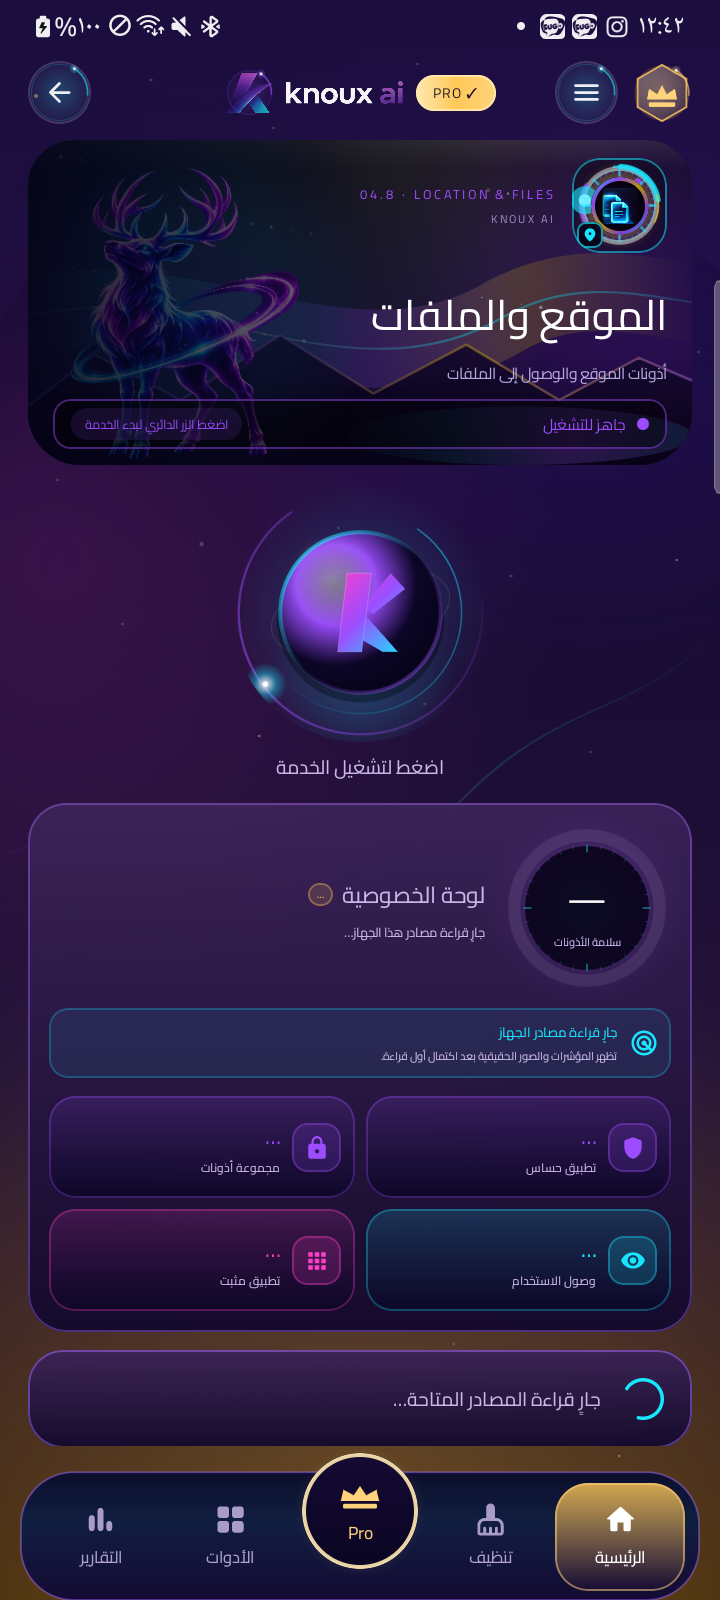 ١٢:٤٢
%١٠٠
knoux ai
PRO ✓
04.8 · LOCATION & FILES
KNOUX AI
الموقع والملفات
أذونات الموقع والوصول إلى الملفات
جاهز للتشغيل
اضغط الزر الدائري لبدء الخدمة
اضغط لتشغيل الخدمة
لوحة الخصوصية ...
جارٍ قراءة مصادر هذا الجهاز...
—
سلامة الأذونات
جارٍ قراءة مصادر الجهاز
تظهر المؤشرات والصور الحقيقية بعد اكتمال أول قراءة.
...
تطبيق حساس
...
مجموعة أذونات
...
وصول الاستخدام
...
تطبيق مثبت
جارٍ قراءة المصادر المتاحة...
الرئيسية
تنظيف
Pro
الأدوات
التقارير